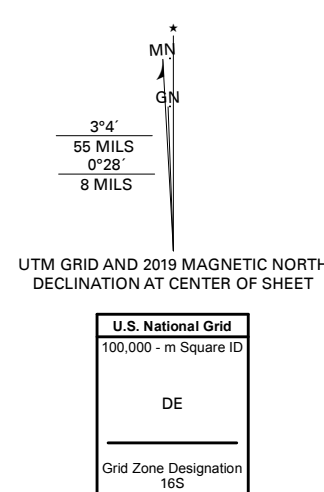 ★
MN
GN
3°4´
55 MILS
0°28´
8 MILS
UTM GRID AND 2019 MAGNETIC NORTH
DECLINATION AT CENTER OF SHEET
U.S. National Grid
100,000 - m Square ID
DE
Grid Zone Designation
16S